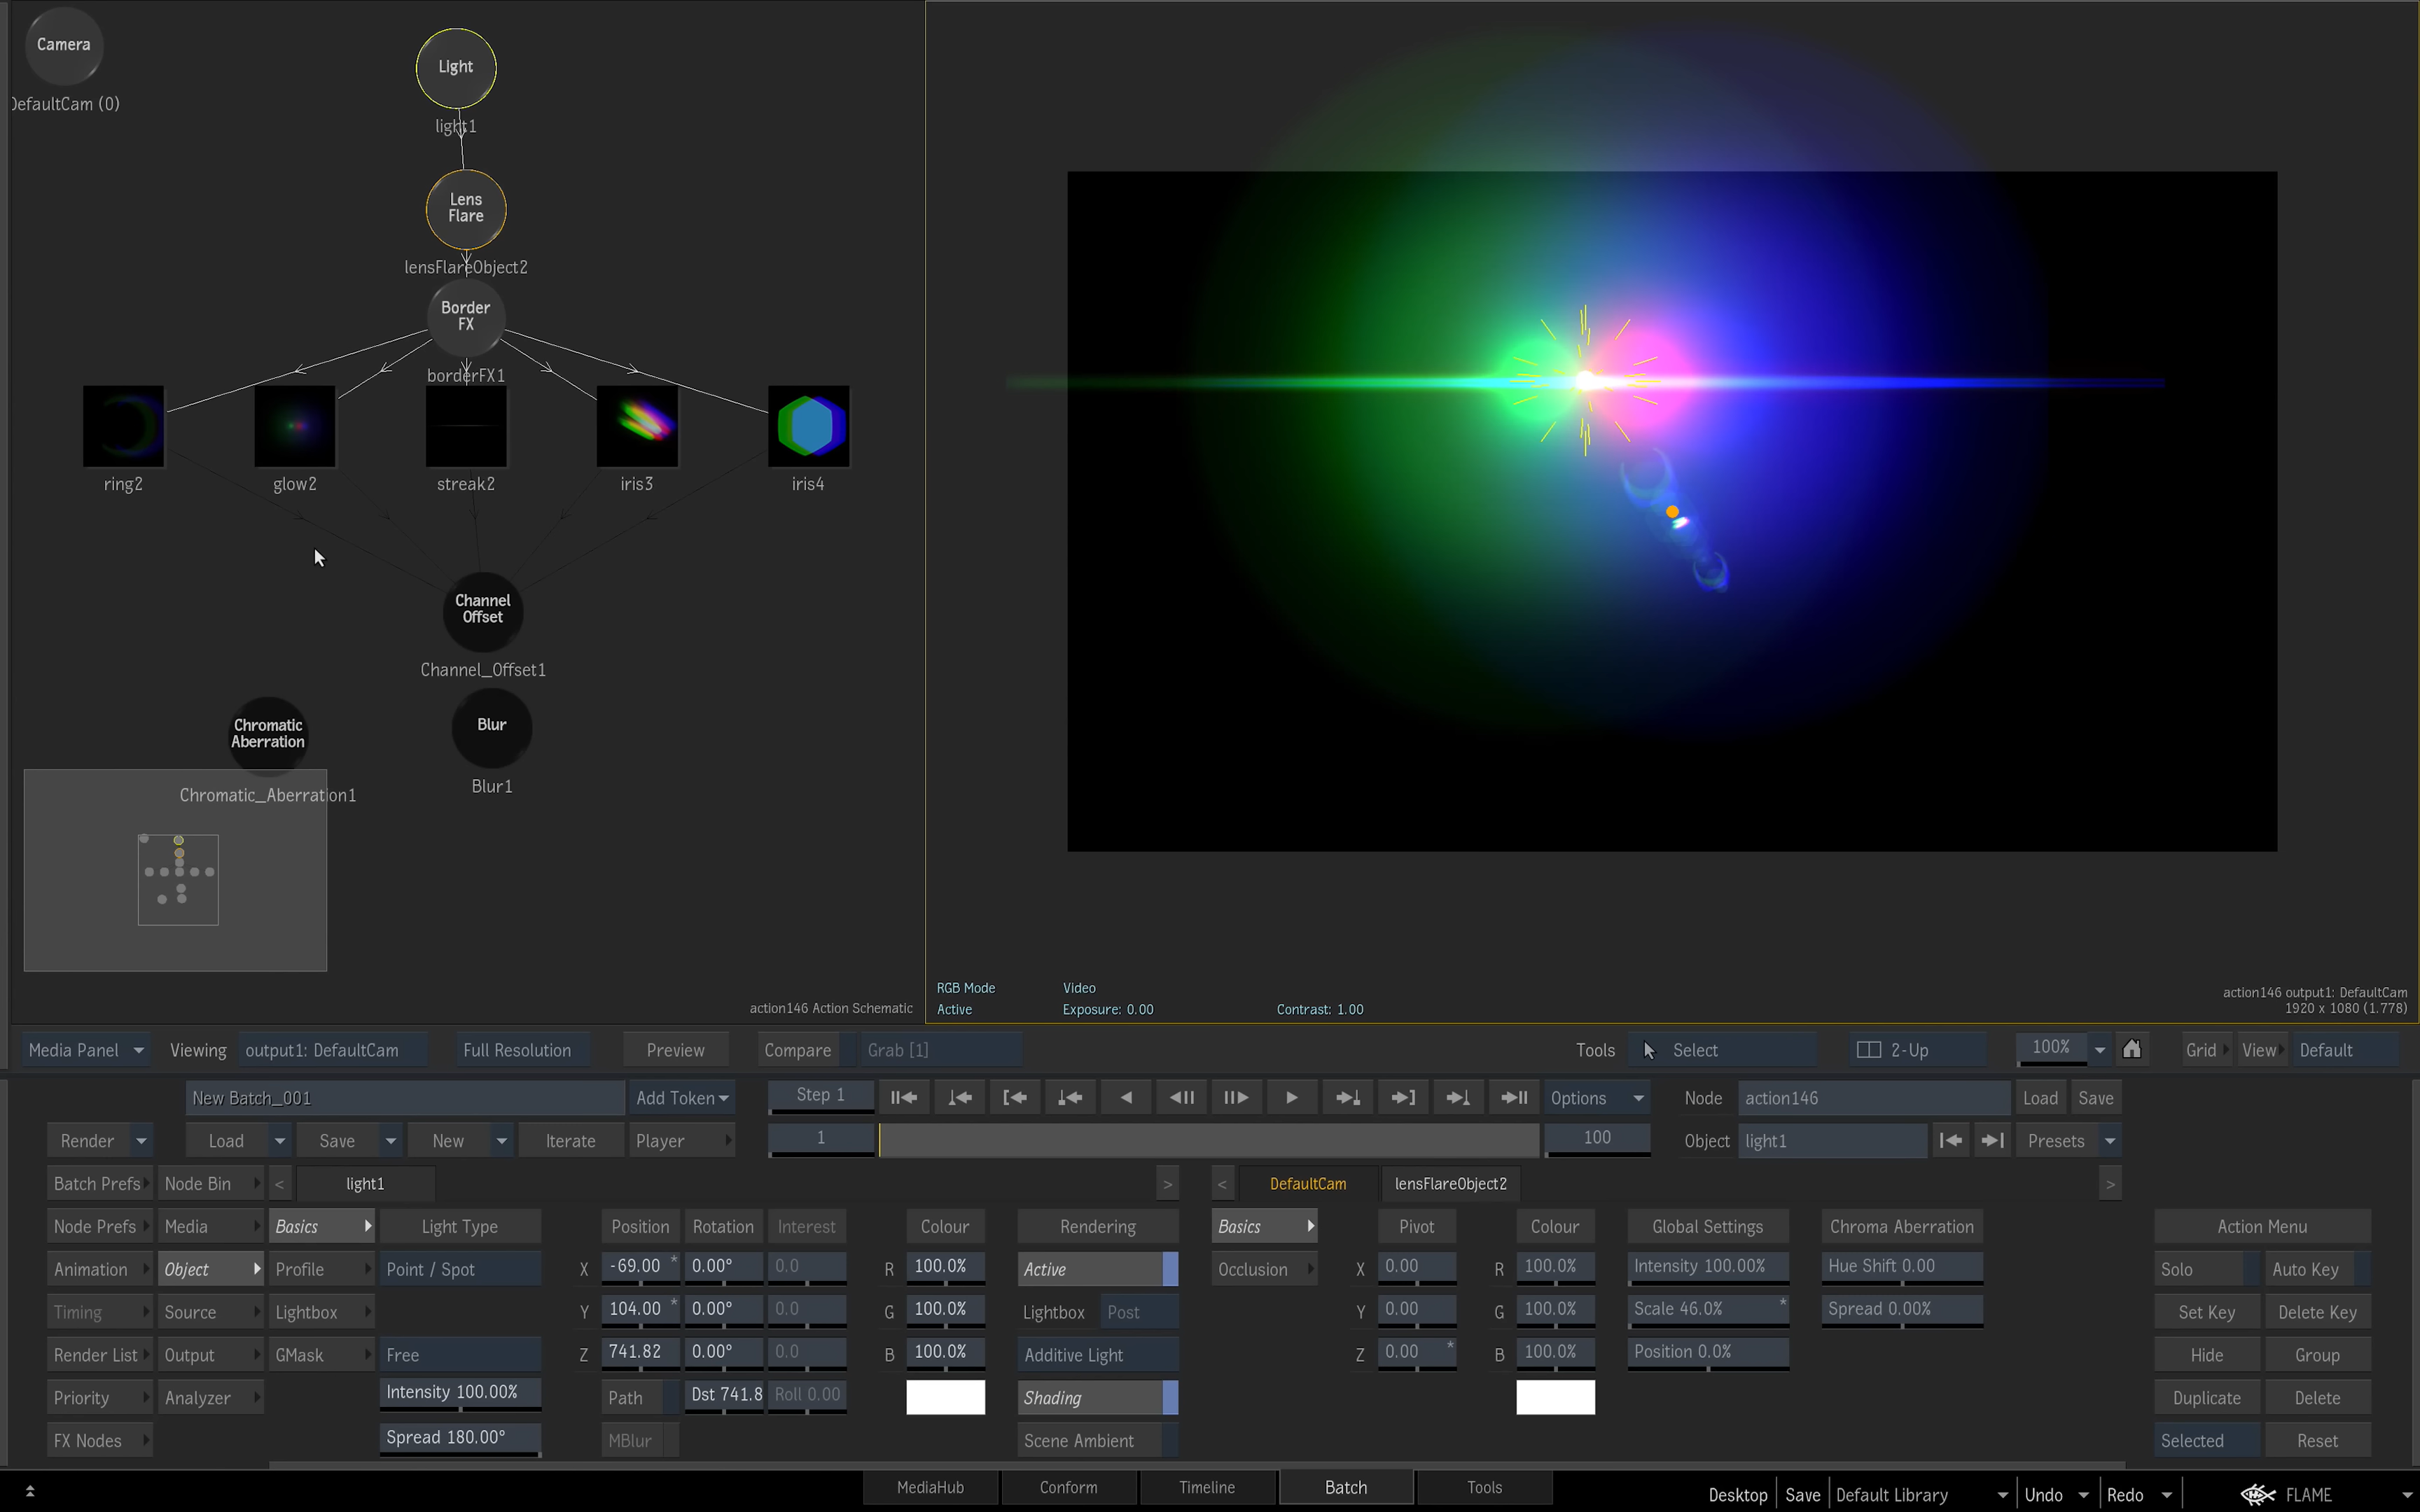 Camera
DefaultCam (0)
LIght
light1
Lens
Flare
lensFlareObject2
Border
FX
borderFX1
ring2
glow2
streak2
iris3
iris4
Channel
Offset
Channel_Offset1
Chromatic
Aberration
Chromatic_Aberration1
Blur
Blur1
action146 Action Schematic
RGB Mode
Video
Active
Exposure: 0.00
Contrast: 1.00
action146 output1: DefaultCam
1920 x 1080 (1.778)
Media Panel
Viewing
output1: DefaultCam
Full Resolution
Preview
Compare
Grab [1]
Tools
Select
2-Up
100%
Grid
View
Default
New Batch_001
Add Token
Step 1
Options
Node
action146
Load
Save
Render
Load
Save
New
Iterate
Player
1
100
Object
light1
Presets
Batch Prefs
Node Bin
<
light1
>
<
DefaultCam
lensFlareObject2
>
Node Prefs
Media
Basics
Light Type
Position
Rotation
Interest
Colour
Rendering
Basics
Pivot
Colour
Global Settings
Chroma Aberration
Action Menu
Animation
Object
Profile
Point / Spot
X
-69.00 *
0.00°
0.0
R
100.0%
Active
Occlusion
X
0.00
R
100.0%
Intensity 100.00%
Hue Shift 0.00
Solo
Auto Key
Timing
Source
Lightbox
Y
104.00 *
0.00°
0.0
G
100.0%
Lightbox
Post
Y
0.00
G
100.0%
Scale 46.0% *
Spread 0.00%
Set Key
Delete Key
Render List
Output
GMask
Free
Z
741.82
0.00°
0.0
B
100.0%
Additive Light
Z
0.00 *
B
100.0%
Position 0.0%
Hide
Group
Priority
Analyzer
Intensity 100.00%
Path
Dst 741.8
Roll 0.00
Shading
Duplicate
Delete
FX Nodes
Spread 180.00°
MBlur
Scene Ambient
Selected
Reset
MediaHub
Conform
Timeline
Batch
Tools
Desktop
Save
Default Library
Undo
Redo
FLAME